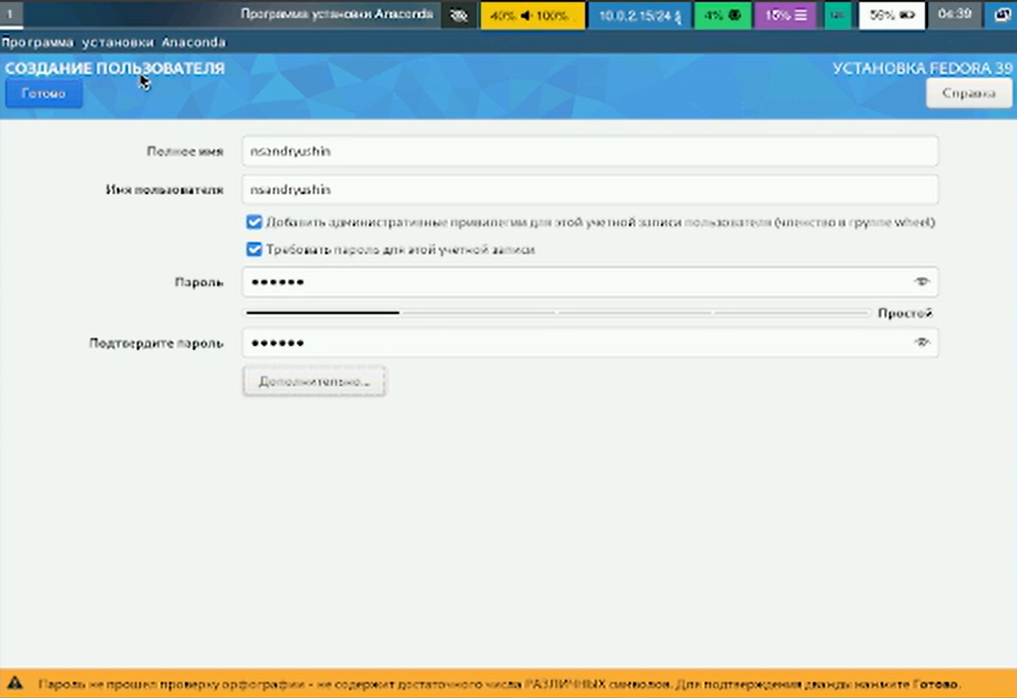 1 Программа установки Anaconda 40% 100% 10.0.2.15/24 4% 15% 56% 04:39
Программа установки Anaconda
СОЗДАНИЕ ПОЛЬЗОВАТЕЛЯ УСТАНОВКА FEDORA 39
Готово Справка
Полное имя nsandryushin
Имя пользователя nsandryushin
Добавить административные привилегии для этой учетной записи пользователя (членство в группе wheel)
Требовать пароль для этой учетной записи
Пароль ••••••
Простой
Подтвердите пароль ••••••
Дополнительно...
Пароль не прошел проверку орфографии - не содержит достаточного числа РАЗЛИЧНЫХ символов. Для подтверждения дважды нажмите Готово.